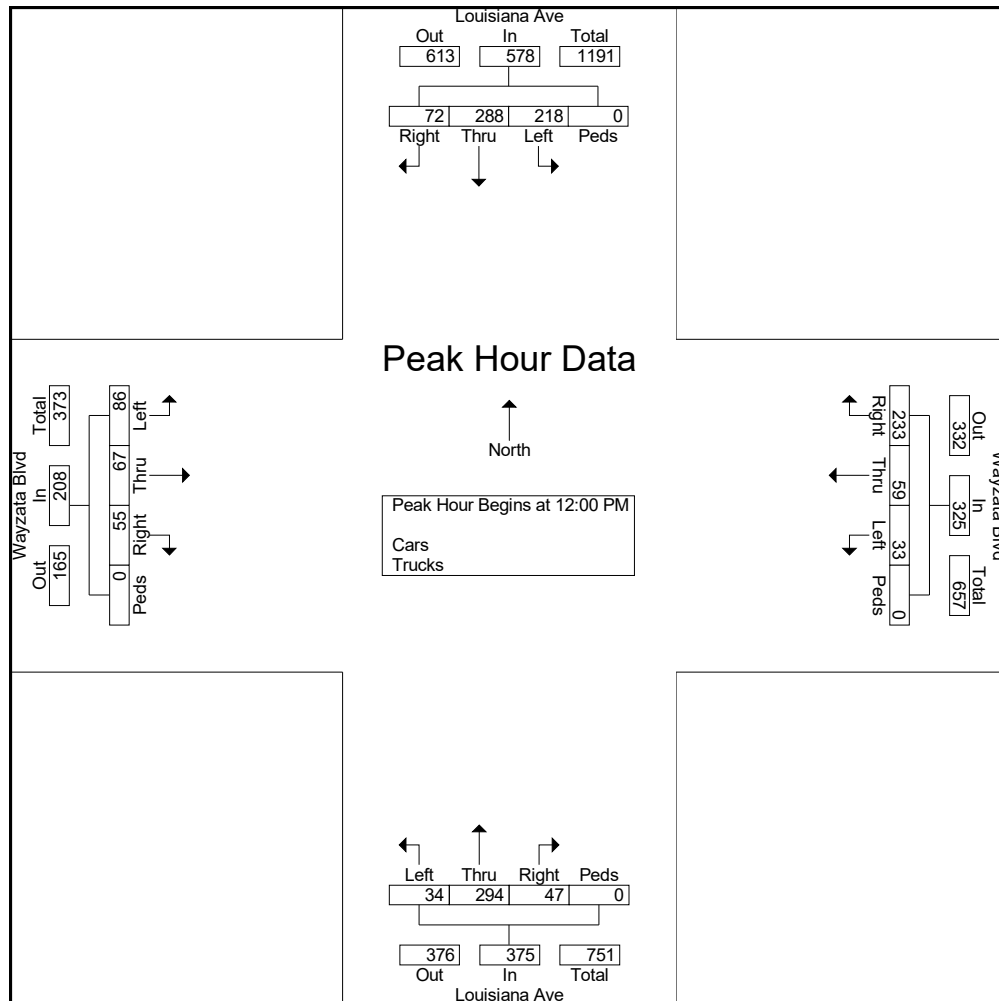 Louisiana Ave
Out In Total
613 578 1191
72 288 218 0
Right Thru Left Peds
Peak Hour Data
North
Peak Hour Begins at 12:00 PM
Cars
Trucks
Wayzata Blvd
Total In Out
373 208 165
86 67 55 0
Left Thru Right Peds
Wayzata Blvd
Out In Total
332 325 657
233 59 33 0
Right Thru Left Peds
Left Thru Right Peds
34 294 47 0
376 375 751
Out In Total
Louisiana Ave